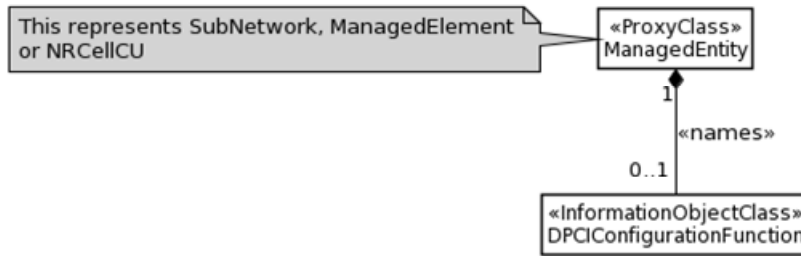 This represents SubNetwork, ManagedElement
or NRCellCU
«ProxyClass»
ManagedEntity
1
«names»
0..1
«InformationObjectClass»
DPCIConfigurationFunction